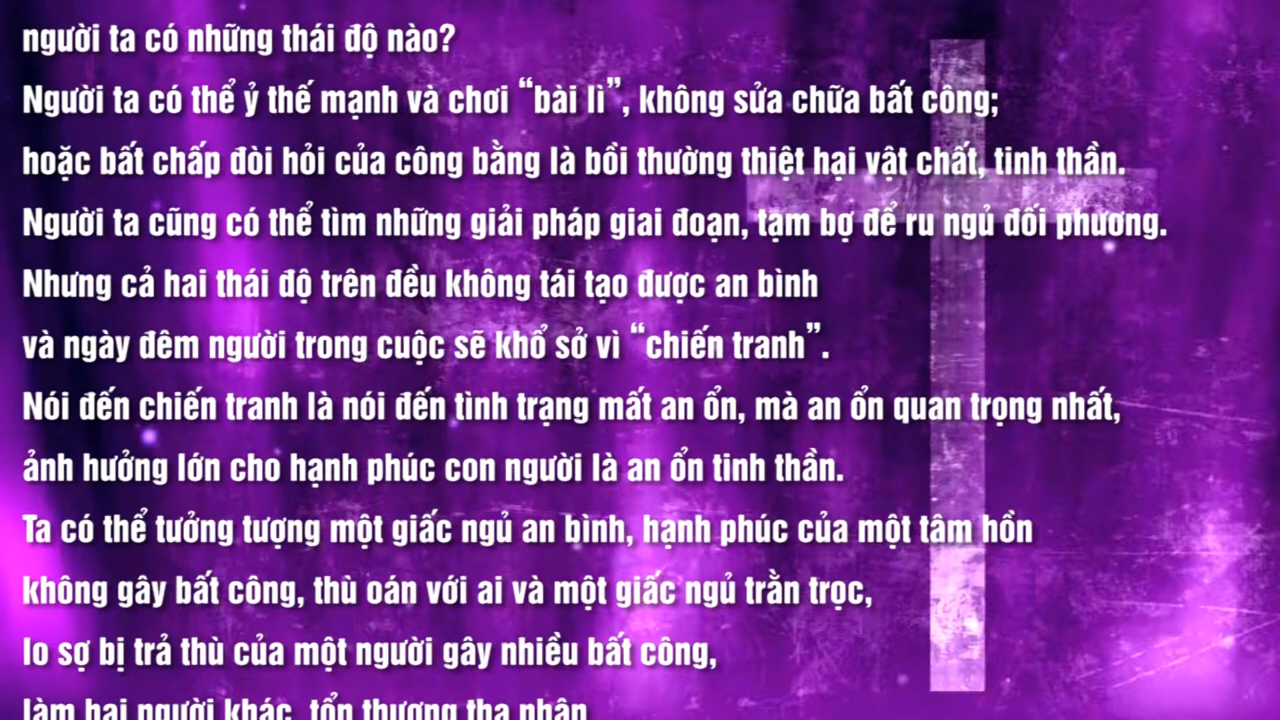 người ta có những thái độ nào?
Người ta có thể ỷ thế mạnh và chơi “bài lì”, không sửa chữa bất công;
hoặc bất chấp đòi hỏi của công bằng là bồi thường thiệt hại vật chất, tinh thần.
Người ta cũng có thể tìm những giải pháp giai đoạn, tạm bợ để ru ngủ đối phương.
Nhưng cả hai thái độ trên đều không tái tạo được an bình
và ngày đêm người trong cuộc sẽ khổ sở vì “chiến tranh”.
Nói đến chiến tranh là nói đến tình trạng mất an ổn, mà an ổn quan trọng nhất,
ảnh hưởng lớn cho hạnh phúc con người là an ổn tinh thần.
Ta có thể tưởng tượng một giấc ngủ an bình, hạnh phúc của một tâm hồn
không gây bất công, thù oán với ai và một giấc ngủ trằn trọc,
lo sợ bị trả thù của một người gây nhiều bất công,
làm hại người khác, tổn thương tha nhân